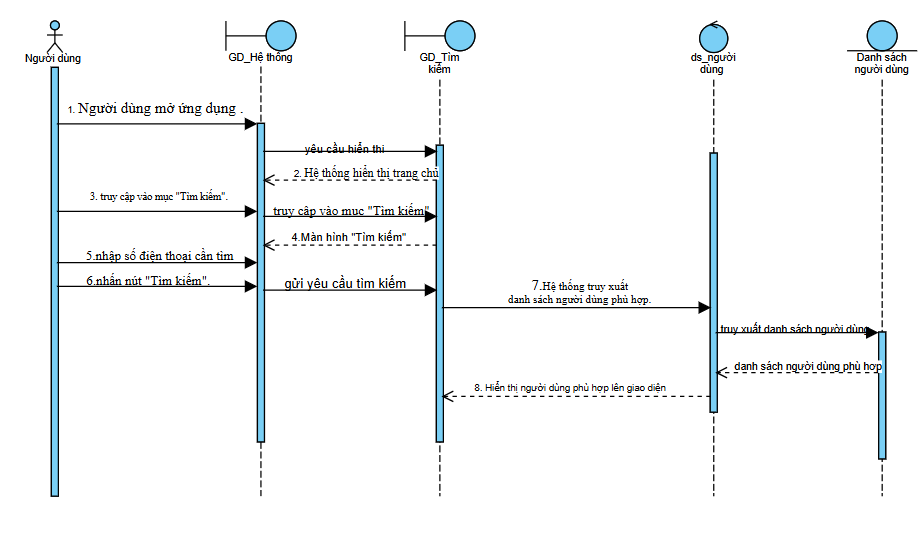 Người dùng
GD_Hệ thống
GD_Tìm
kiếm
ds_người
dùng
Danh sách
người dùng
1. Người dùng mở ứng dụng .
yêu cầu hiển thị
2. Hệ thống hiển thị trang chủ
3. truy cập vào mục "Tìm kiếm".
truy cập vào mục "Tìm kiếm"
4.Màn hình "Tìm kiếm"
5.nhập số điện thoại cần tìm
6.nhấn nút "Tìm kiếm".
gửi yêu cầu tìm kiếm
7.Hệ thống truy xuất
danh sách người dùng phù hợp.
truy xuất danh sách người dùng
danh sách người dùng phù hợp
8. Hiển thị người dùng phù hợp lên giao diện